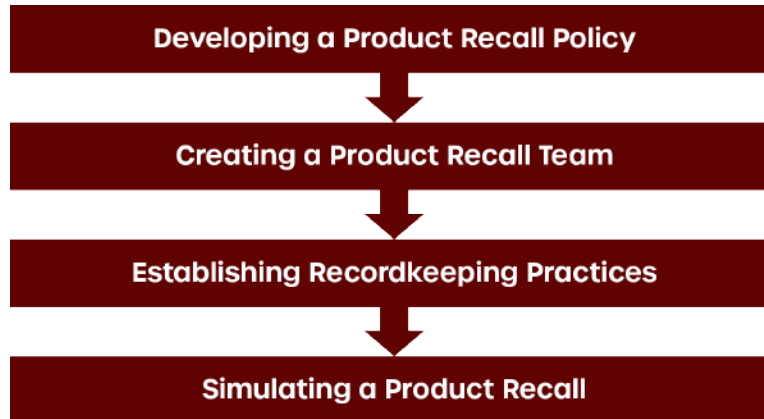 Developing a Product Recall Policy
Creating a Product Recall Team
Establishing Recordkeeping Practices
Simulating a Product Recall